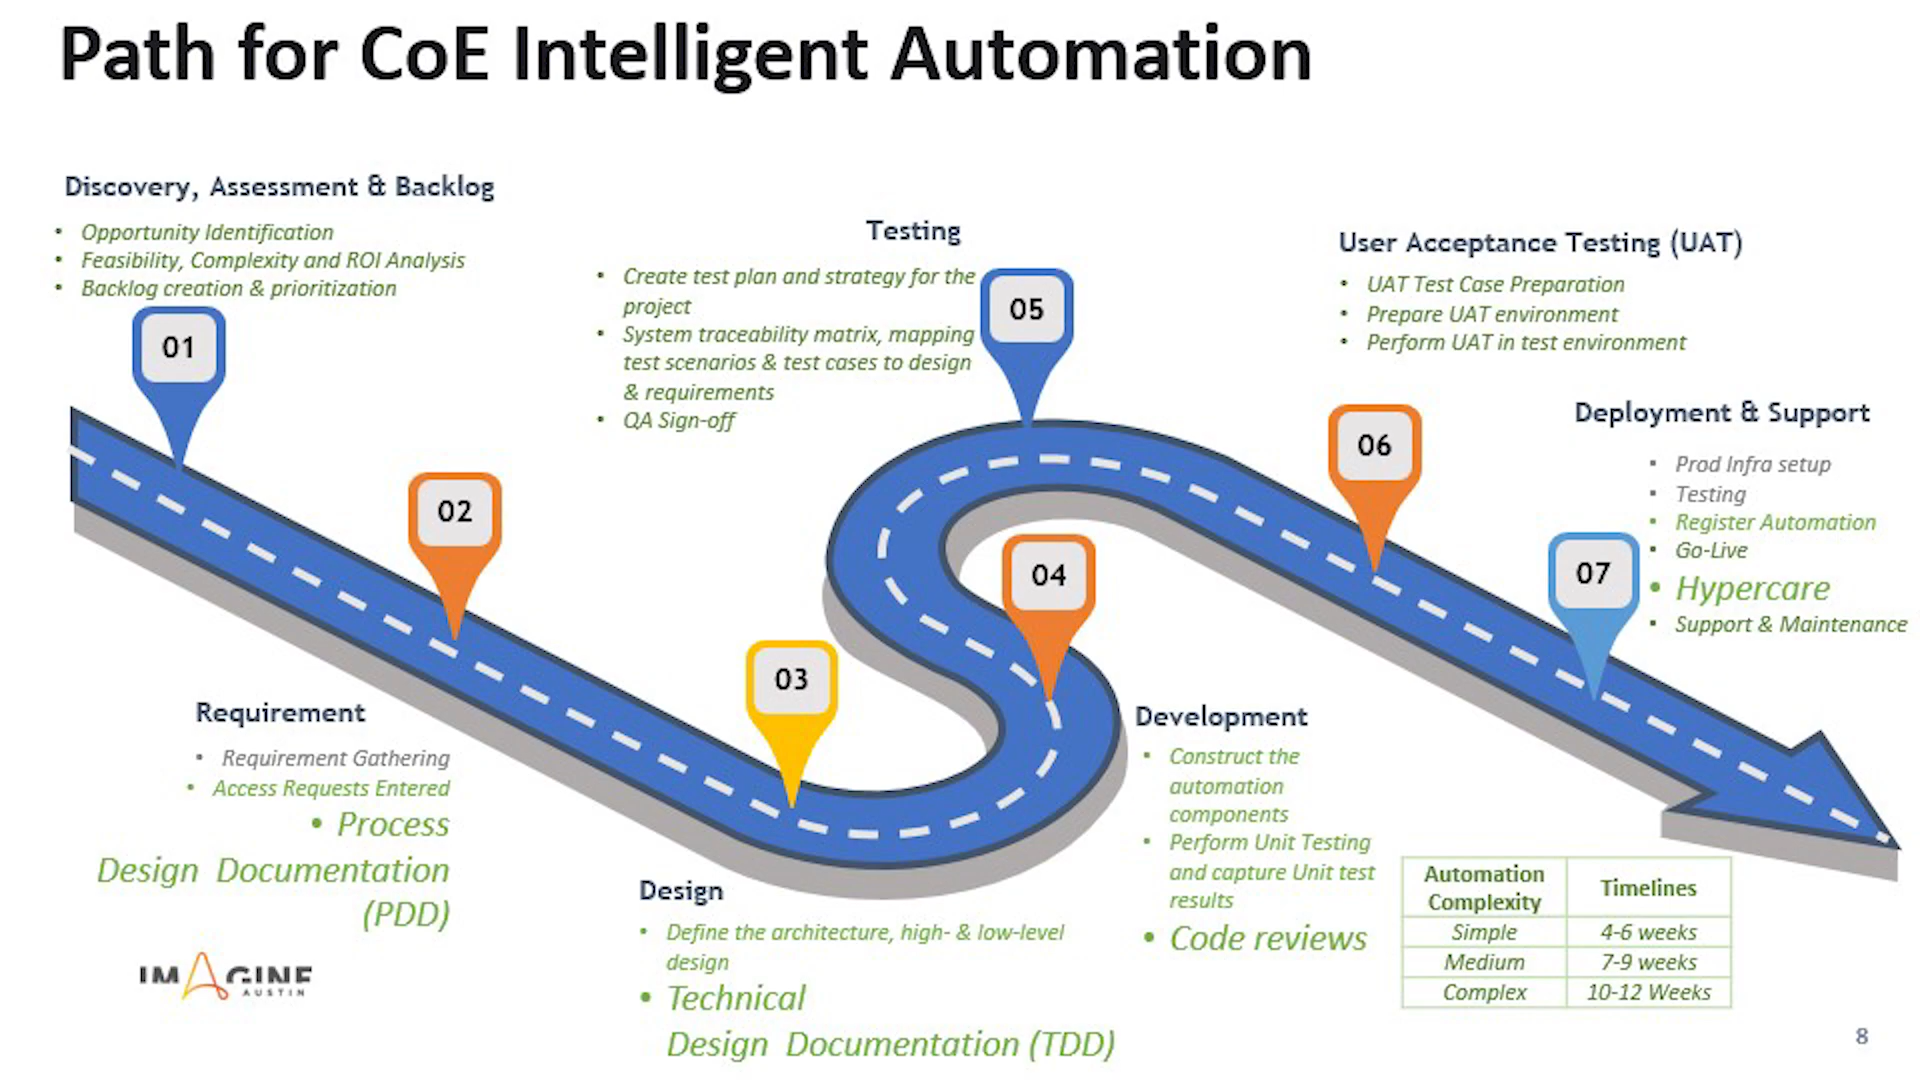 Path for CoE Intelligent Automation
Discovery, Assessment & Backlog
• Opportunity Identification
• Feasibility, Complexity and ROI Analysis
• Backlog creation & prioritization
01
02
Requirement
• Requirement Gathering
• Access Requests Entered
• Process
Design Documentation
(PDD)
03
Design
• Define the architecture, high- & low-level
design
• Technical
Design Documentation (TDD)
04
Development
• Construct the
automation
components
• Perform Unit Testing
and capture Unit test
results
• Code reviews
Testing
• Create test plan and strategy for the
project
• System traceability matrix, mapping
test scenarios & test cases to design
& requirements
• QA Sign-off
05
User Acceptance Testing (UAT)
• UAT Test Case Preparation
• Prepare UAT environment
• Perform UAT in test environment
06
Deployment & Support
• Prod Infra setup
• Testing
• Register Automation
• Go-Live
• Hypercare
• Support & Maintenance
07
Automation
Complexity
Timelines
Simple 4-6 weeks
Medium 7-9 weeks
Complex 10-12 Weeks
IMAGINE
AUSTIN
8